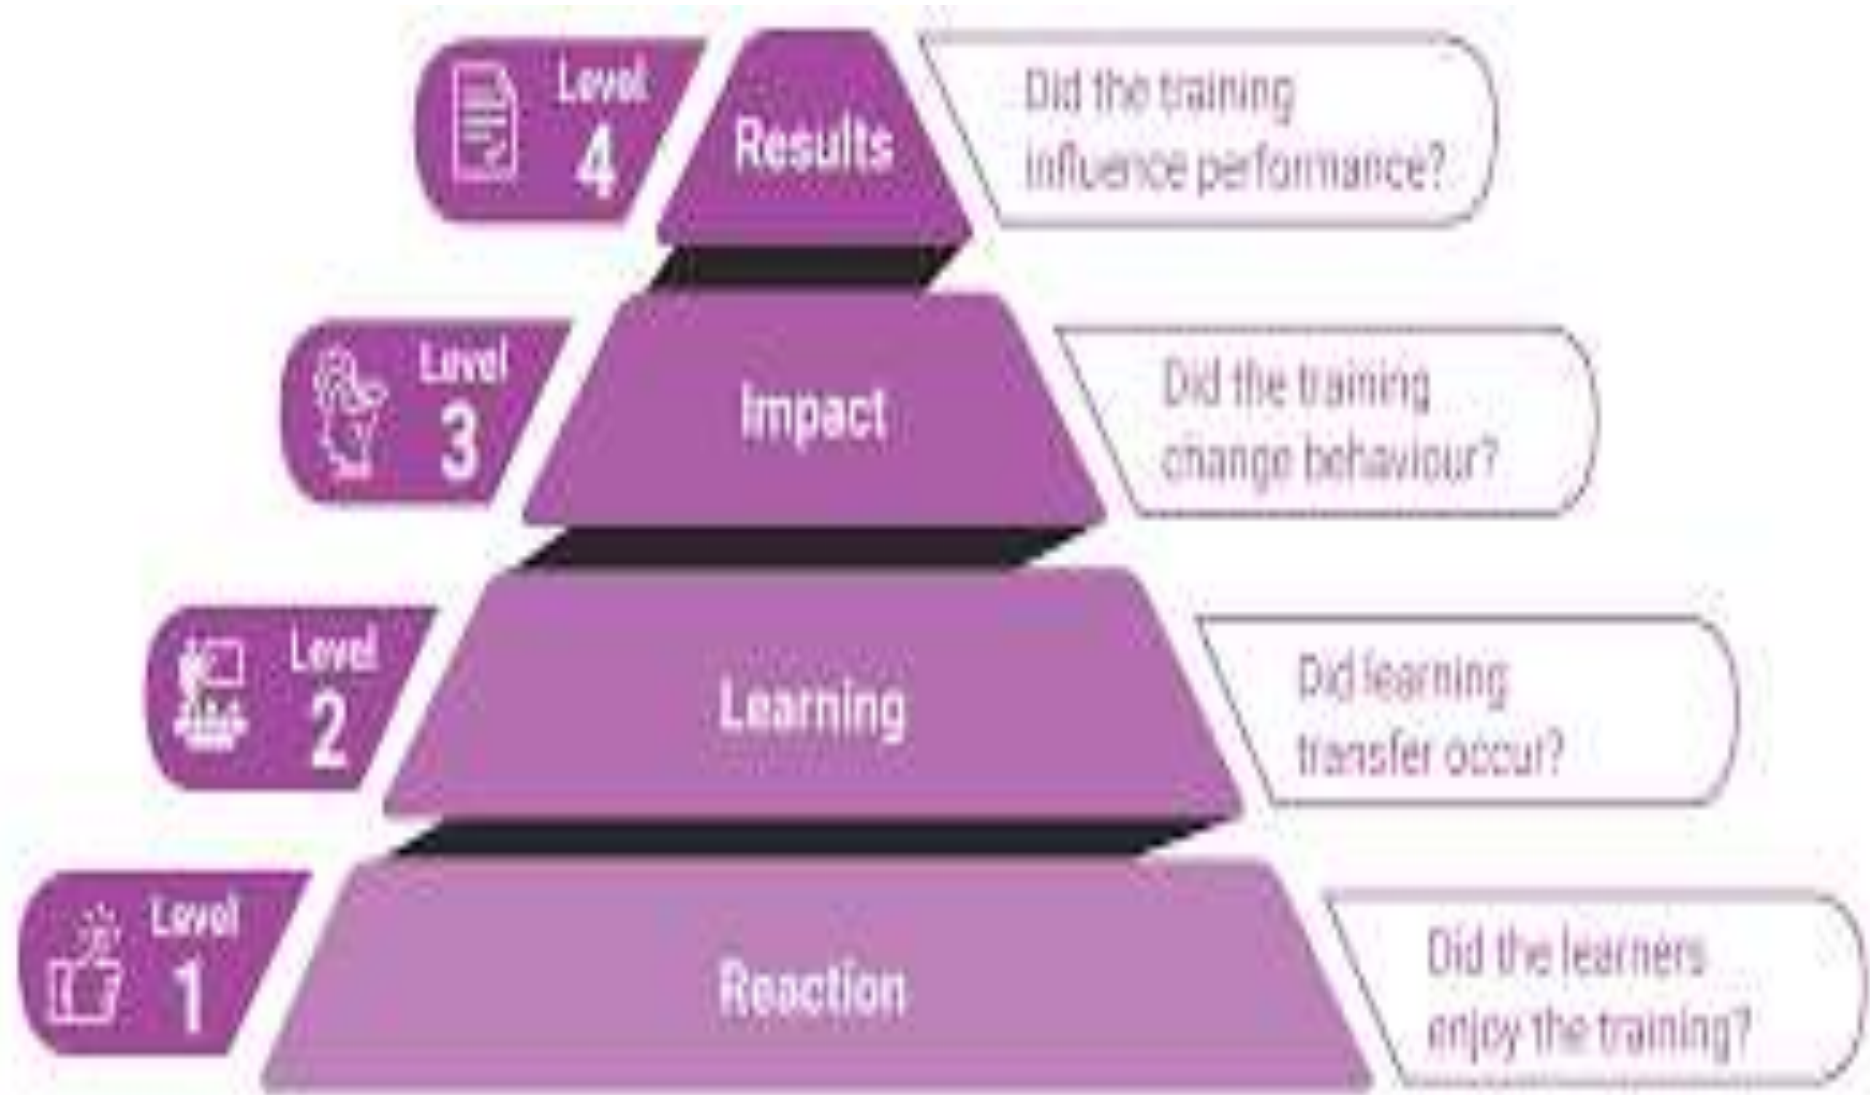 Level
4
Results
Did the training
influence performance?
Level
3
Impact
Did the training
change behaviour?
Level
2
Learning
Did learning
transfer occur?
Level
1
Reaction
Did the learners
enjoy the training?